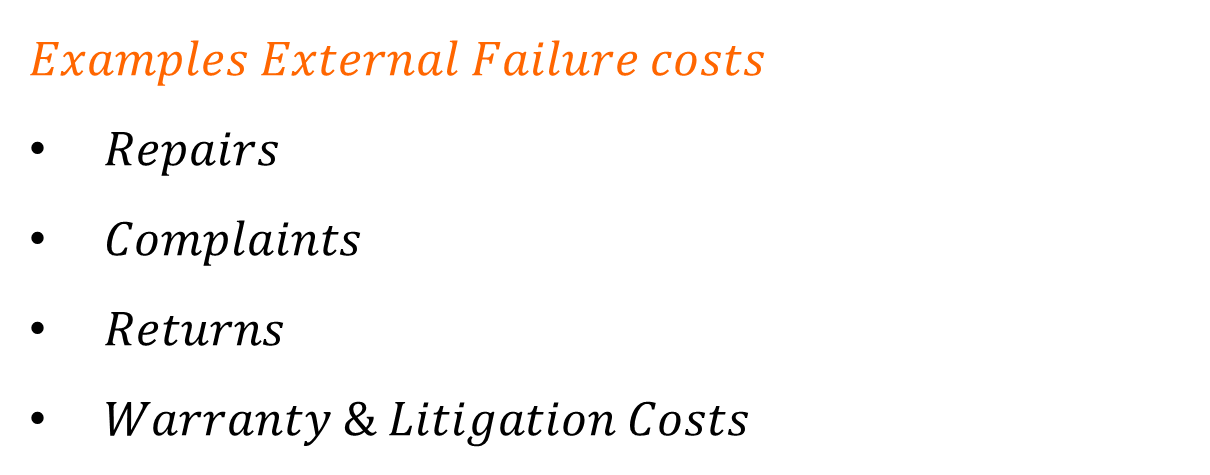 Examples External Failure costs
• Repairs
• Complaints
• Returns
• Warranty & Litigation Costs